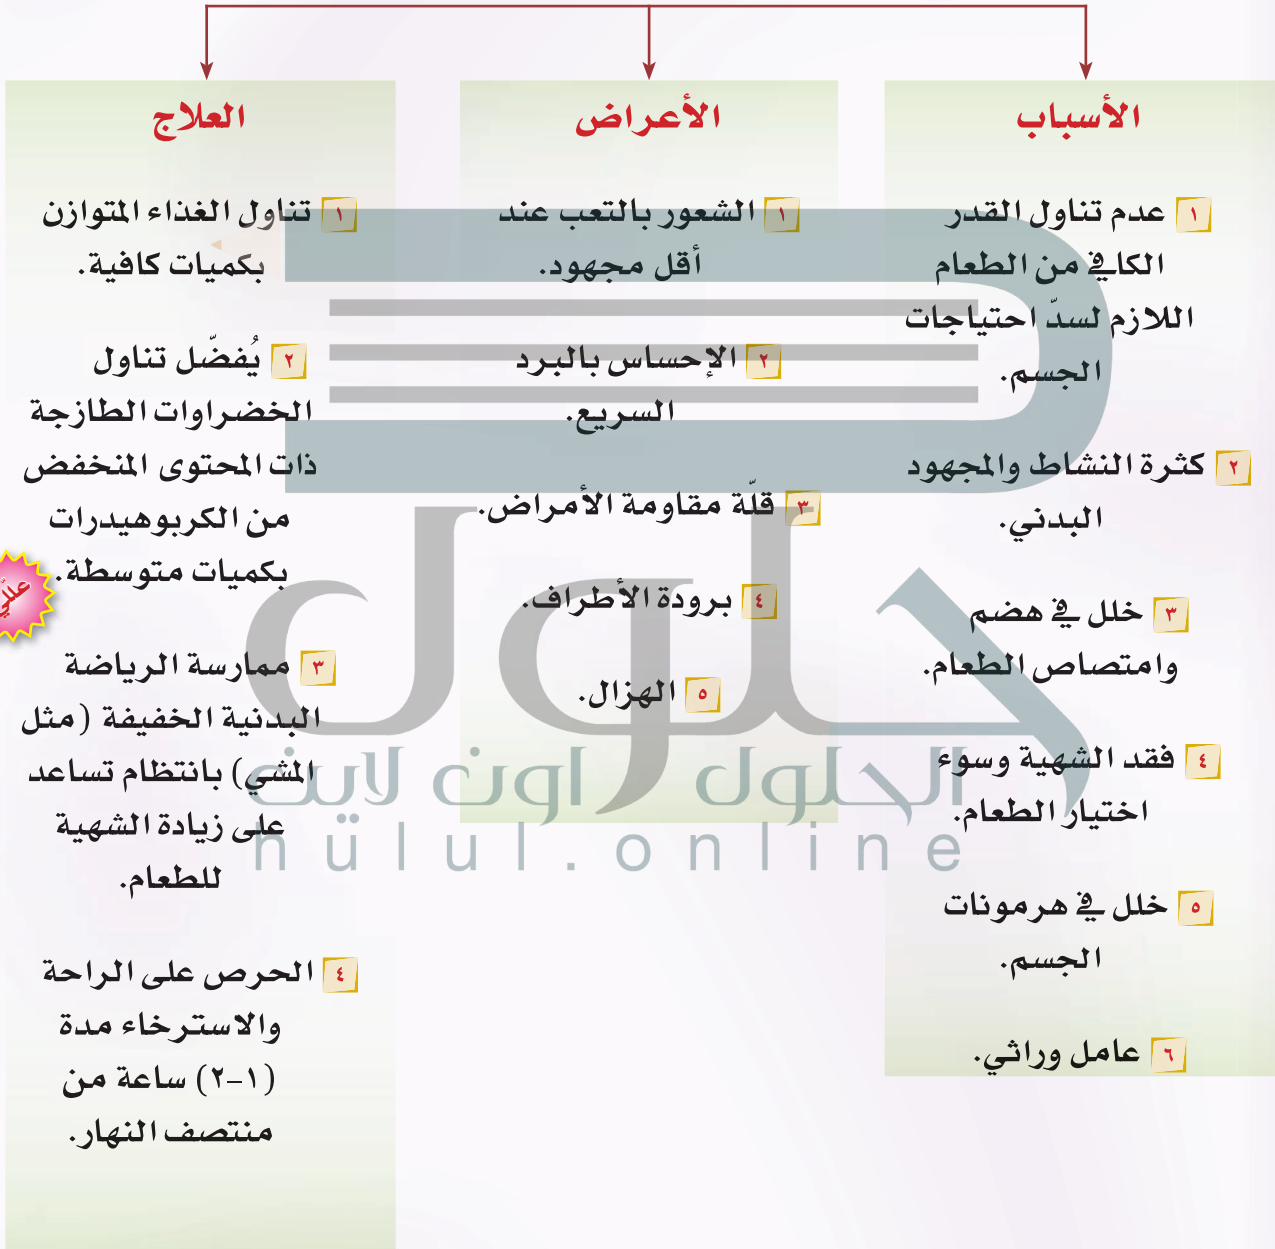 الأسباب
١ عدم تناول القدر
الكافي من الطعام
اللازم لسدّ احتياجات
الجسم.
٢ كثرة النشاط والمجهود
البدني.
٣ خلل في هضم
وامتصاص الطعام.
٤ فقد الشهية وسوء
اختيار الطعام.
٥ خلل في هرمونات
الجسم.
٦ عامل وراثي.
الأعراض
١ الشعور بالتعب عند
أقل مجهود.
٢ الإحساس بالبرد
السريع.
٣ قلّة مقاومة الأمراض.
٤ برودة الأطراف.
٥ الهزال.
العلاج
١ تناول الغذاء المتوازن
بكميات كافية.
٢ يُفضّل تناول
الخضراوات الطازجة
ذات المحتوى المنخفض
من الكربوهيدرات
بكميات متوسطة.
٣ ممارسة الرياضة
البدنية الخفيفة (مثل
المشي) بانتظام تساعد
على زيادة الشهية
للطعام.
٤ الحرص على الراحة
والاسترخاء مدة
(١-٢) ساعة من
منتصف النهار.
حلول
الحلول اون لاين
hülul.online